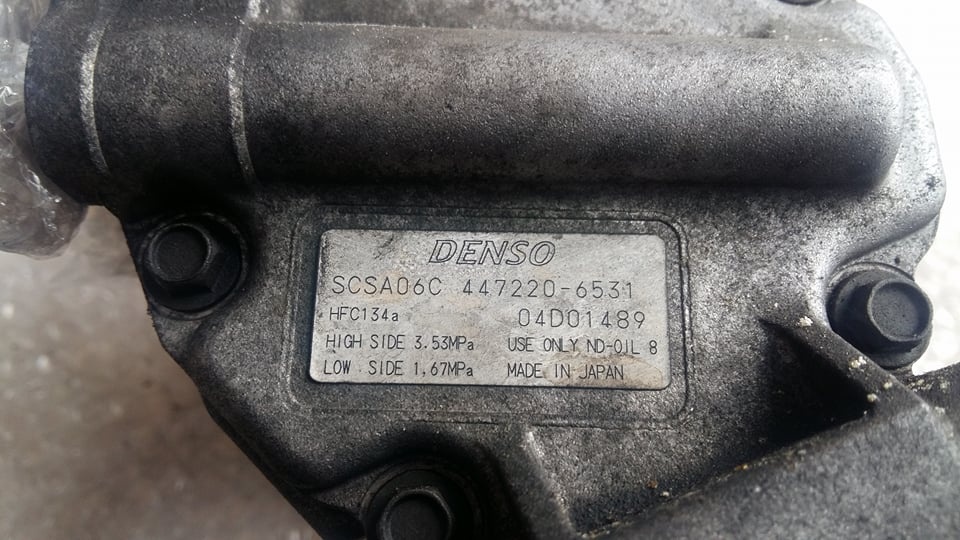 DENSO
SCSA06C 447220-6531
HFC134a 04D01489
HIGH SIDE 3.53MPa USE ONLY ND-OIL 8
LOW SIDE 1.67MPa MADE IN JAPAN